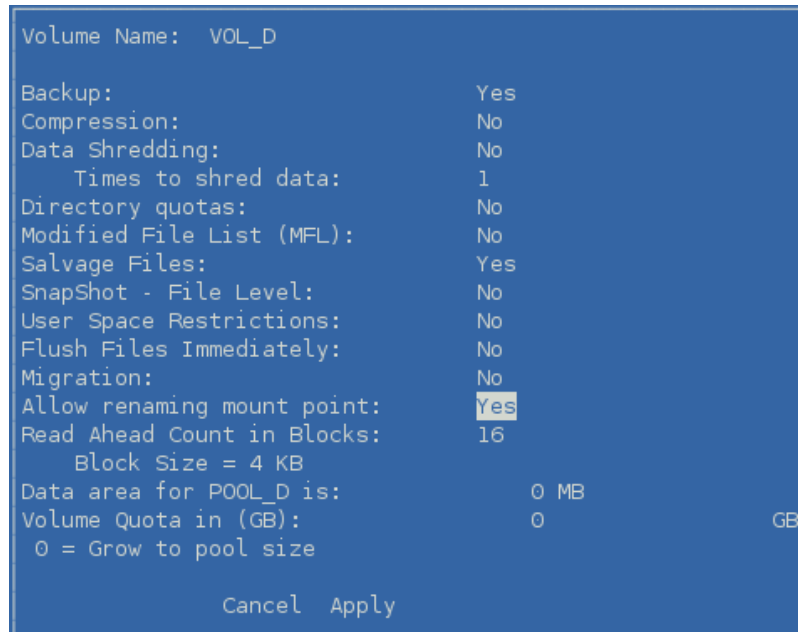 Volume Name:  VOL_D
Backup: Yes
Compression: No
Data Shredding: No
Times to shred data: 1
Directory quotas: No
Modified File List (MFL): No
Salvage Files: Yes
SnapShot - File Level: No
User Space Restrictions: No
Flush Files Immediately: No
Migration: No
Allow renaming mount point: Yes
Read Ahead Count in Blocks: 16
Block Size = 4 KB
Data area for POOL_D is: 0 MB
Volume Quota in (GB): 0 GB
0 = Grow to pool size
Cancel  Apply